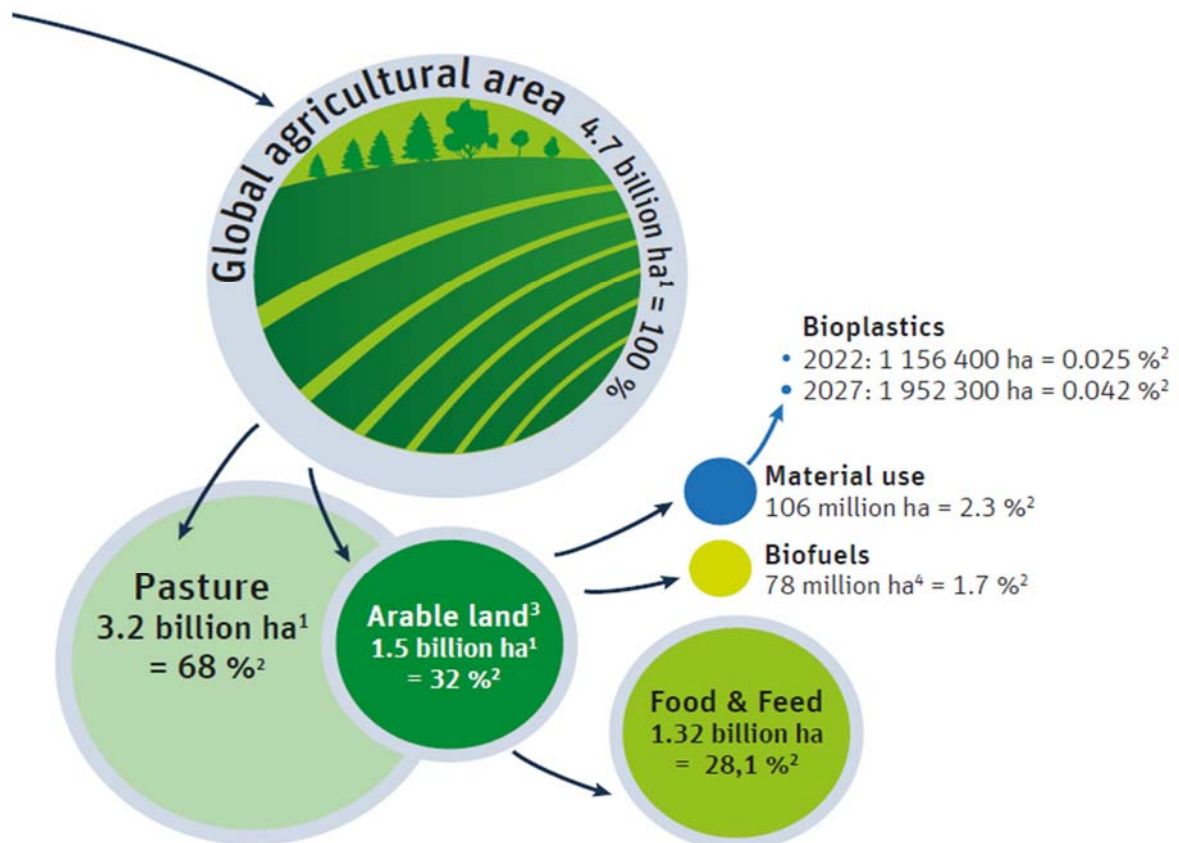 Global agricultural area
4.7 billion ha¹ = 100 %
Bioplastics
• 2022: 1 156 400 ha = 0.025 %²
• 2027: 1 952 300 ha = 0.042 %²
Material use
106 million ha = 2.3 %²
Biofuels
78 million ha⁴ = 1.7 %²
Pasture
3.2 billion ha¹
= 68 %²
Arable land³
1.5 billion ha¹
= 32 %²
Food & Feed
1.32 billion ha
= 28,1 %²